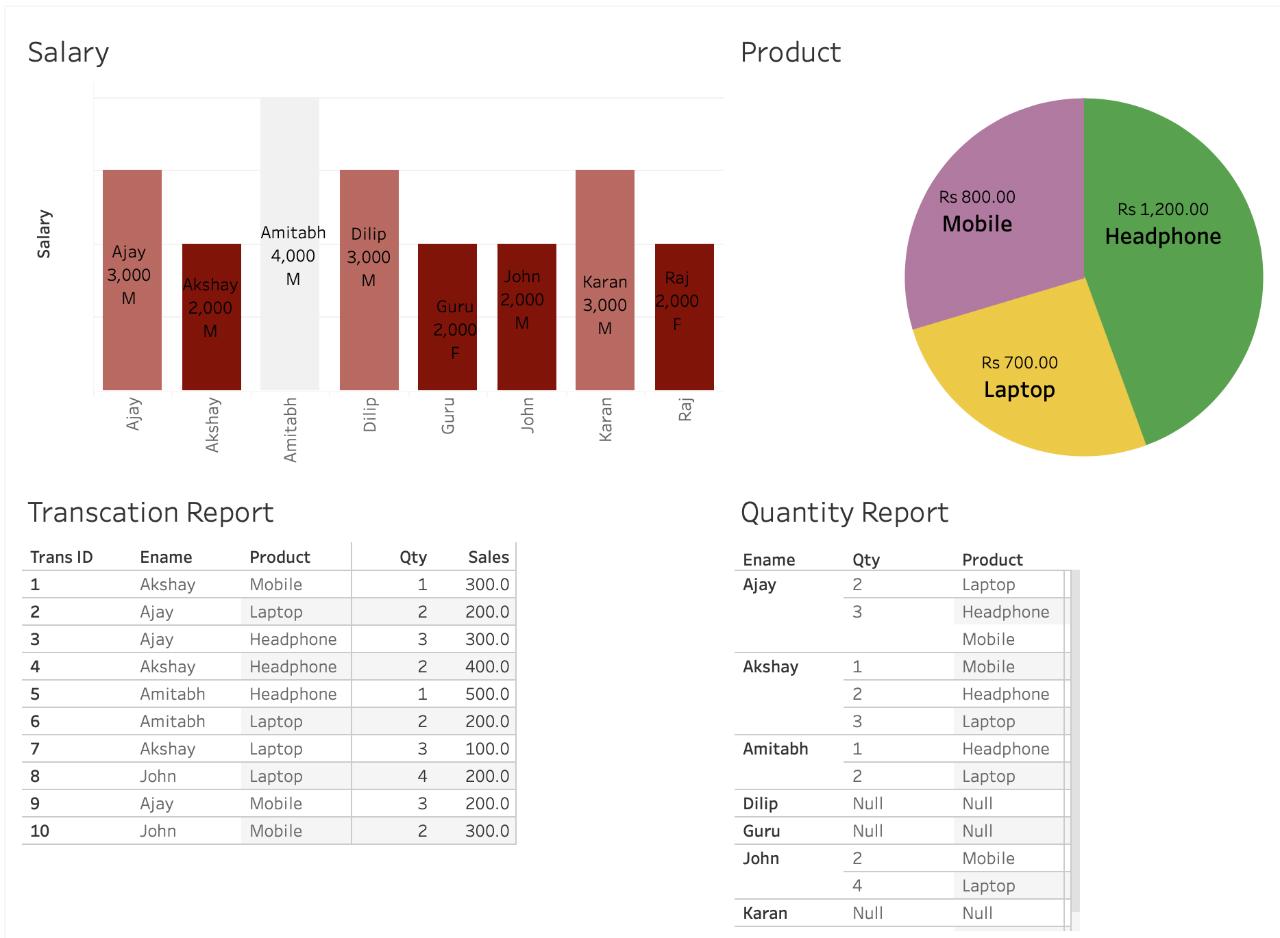 Salary
Salary
Ajay
3,000
M
Akshay
2,000
M
Amitabh
4,000
M
Dilip
3,000
M
Guru
2,000
F
John
2,000
M
Karan
3,000
M
Raj
2,000
F
Ajay
Akshay
Amitabh
Dilip
Guru
John
Karan
Raj
Product
Rs 800.00
Mobile
Rs 1,200.00
Headphone
Rs 700.00
Laptop
Transcation Report
Trans ID Ename Product Qty Sales
1 Akshay Mobile 1 300.0
2 Ajay Laptop 2 200.0
3 Ajay Headphone 3 300.0
4 Akshay Headphone 2 400.0
5 Amitabh Headphone 1 500.0
6 Amitabh Laptop 2 200.0
7 Akshay Laptop 3 100.0
8 John Laptop 4 200.0
9 Ajay Mobile 3 200.0
10 John Mobile 2 300.0
Quantity Report
Ename Qty Product
Ajay 2 Laptop
3 Headphone
Mobile
Akshay 1 Mobile
2 Headphone
3 Laptop
Amitabh 1 Headphone
2 Laptop
Dilip Null Null
Guru Null Null
John 2 Mobile
4 Laptop
Karan Null Null